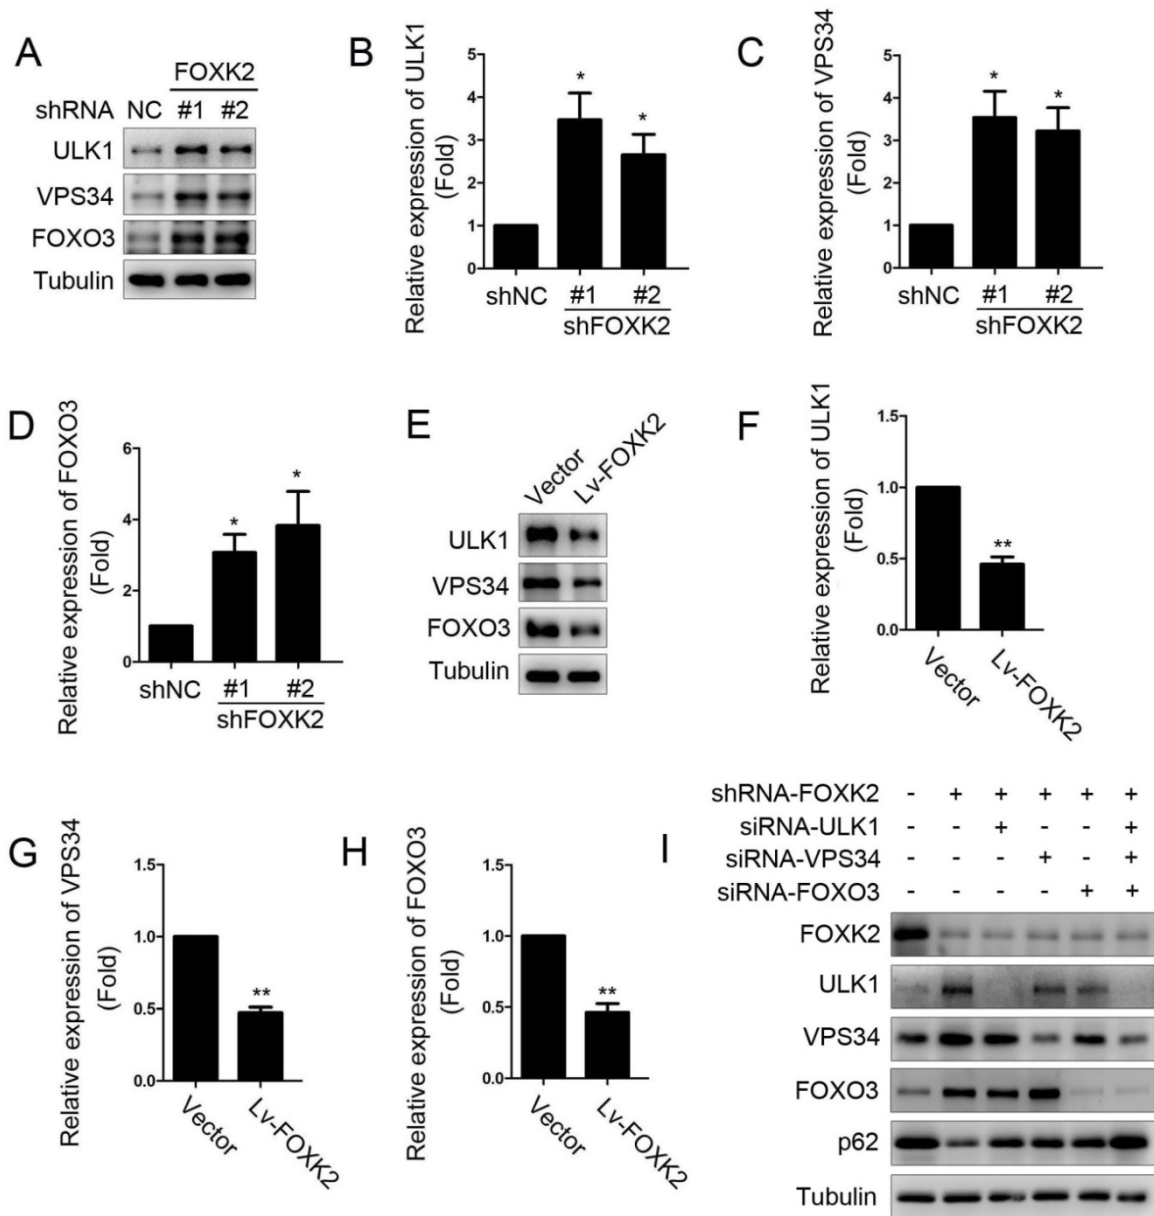 A
FOXK2
shRNA NC #1 #2
ULK1
VPS34
FOXO3
Tubulin
B
Relative expression of ULK1
(Fold)
5
4
3
2
1
0
*
*
shNC #1 #2
shFOXK2
C
Relative expression of VPS34
(Fold)
5
4
3
2
1
0
*
*
shNC #1 #2
shFOXK2
D
Relative expression of FOXO3
(Fold)
6
4
2
0
*
*
shNC #1 #2
shFOXK2
E
Vector Lv-FOXK2
ULK1
VPS34
FOXO3
Tubulin
F
Relative expression of ULK1
(Fold)
1.5
1.0
0.5
0.0
**
Vector Lv-FOXK2
G
Relative expression of VPS34
(Fold)
1.5
1.0
0.5
0.0
**
Vector Lv-FOXK2
H
Relative expression of FOXO3
(Fold)
1.5
1.0
0.5
0.0
**
Vector Lv-FOXK2
I
shRNA-FOXK2 - + + + + +
siRNA-ULK1 - - + - - +
siRNA-VPS34 - - - + - +
siRNA-FOXO3 - - - - + +
FOXK2
ULK1
VPS34
FOXO3
p62
Tubulin